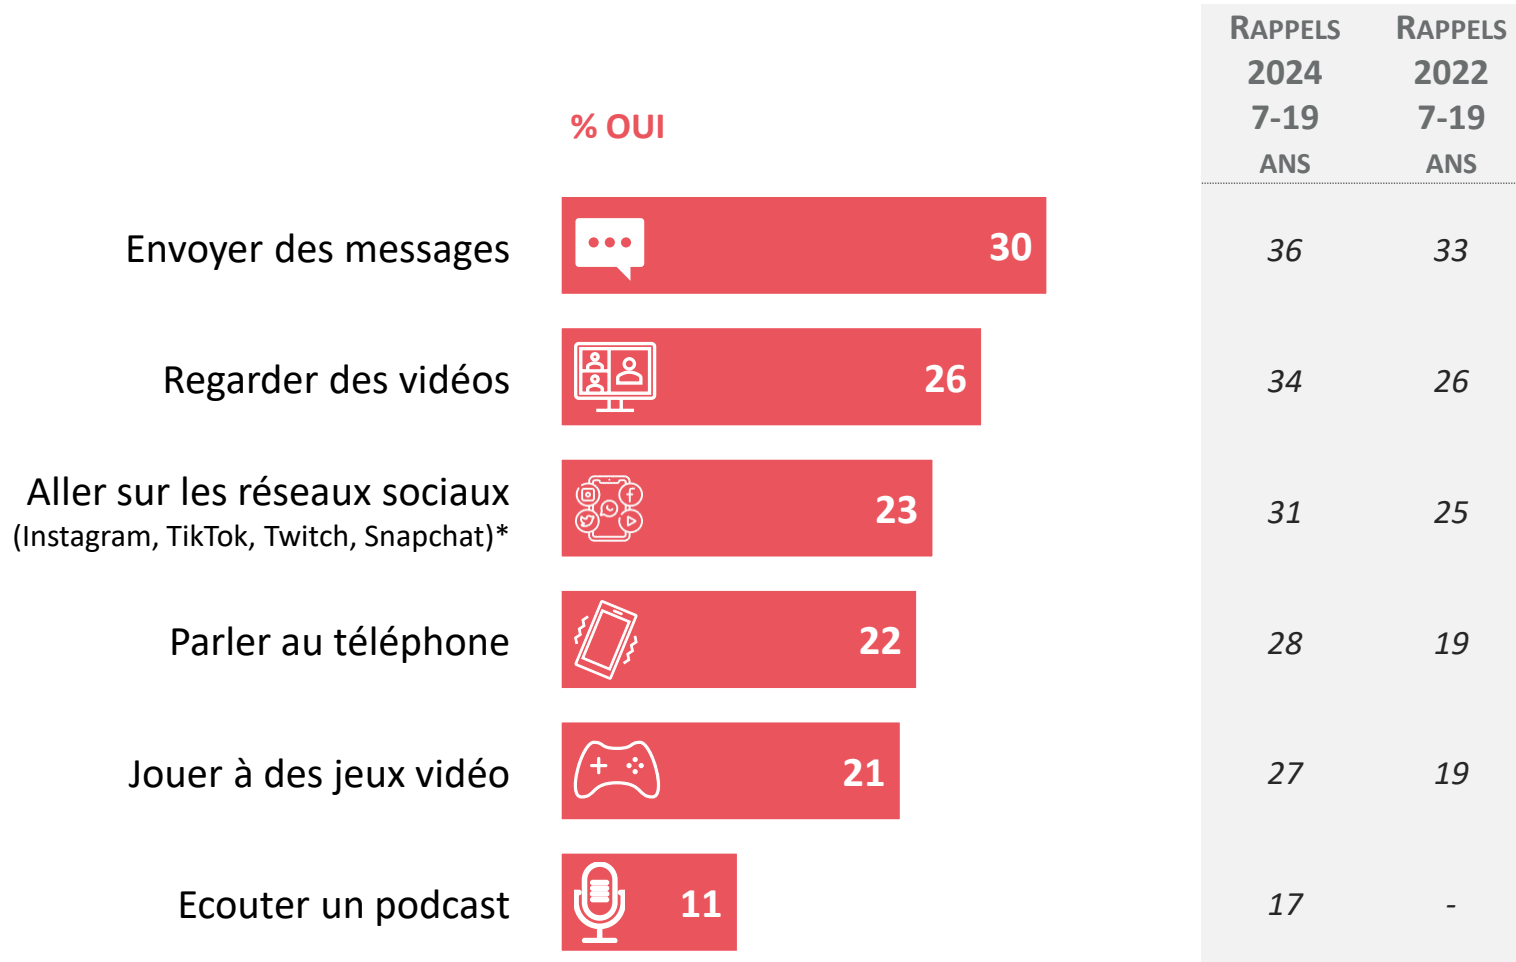 RAPPELS RAPPELS
2024 2022
7-19 7-19
ANS ANS
% OUI
Envoyer des messages 30 36 33
Regarder des vidéos 26 34 26
Aller sur les réseaux sociaux
(Instagram, TikTok, Twitch, Snapchat)* 23 31 25
Parler au téléphone 22 28 19
Jouer à des jeux vidéo 21 27 19
Ecouter un podcast 11 17 -